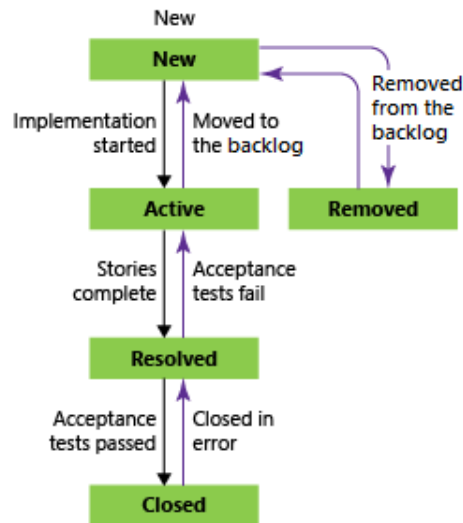 New
New
Removed
from the
backlog
Implementation
started
Moved to
the backlog
Active
Removed
Stories
complete
Acceptance
tests fail
Resolved
Acceptance
tests passed
Closed in
error
Closed